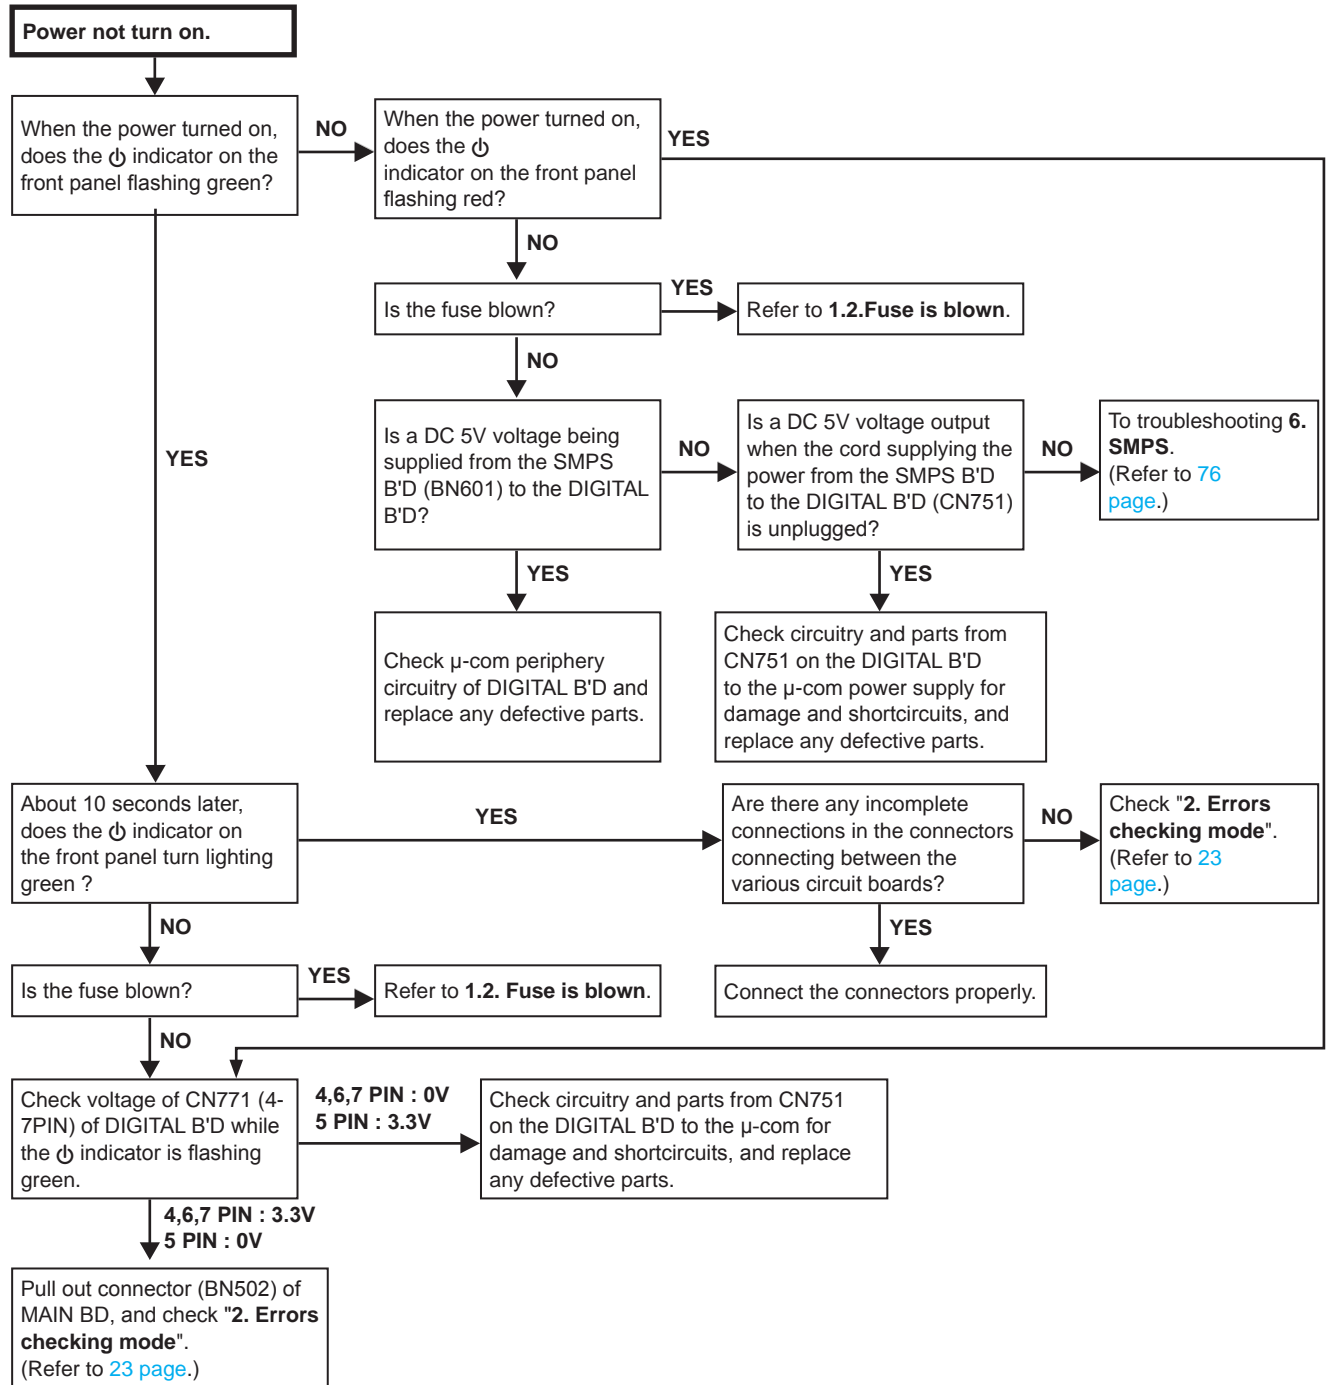 Power not turn on.
When the power turned on,
does the ⏻ indicator on the
front panel flashing green?
NO
When the power turned on,
does the ⏻
indicator on the front panel
flashing red?
YES
NO
Is the fuse blown?
YES
Refer to 1.2.Fuse is blown.
NO
YES
Is a DC 5V voltage being
supplied from the SMPS
B'D (BN601) to the DIGITAL
B'D?
NO
Is a DC 5V voltage output
when the cord supplying the
power from the SMPS B'D
to the DIGITAL B'D (CN751)
is unplugged?
NO
To troubleshooting 6.
SMPS.
(Refer to 76
page.)
YES
YES
Check µ-com periphery
circuitry of DIGITAL B'D and
replace any defective parts.
Check circuitry and parts from
CN751 on the DIGITAL B'D
to the µ-com power supply for
damage and shortcircuits, and
replace any defective parts.
About 10 seconds later,
does the ⏻ indicator on
the front panel turn lighting
green ?
YES
Are there any incomplete
connections in the connectors
connecting between the
various circuit boards?
NO
Check "2. Errors
checking mode".
(Refer to 23
page.)
NO
YES
Is the fuse blown?
YES
Refer to 1.2. Fuse is blown.
Connect the connectors properly.
NO
Check voltage of CN771 (4-
7PIN) of DIGITAL B'D while
the ⏻ indicator is flashing
green.
4,6,7 PIN : 0V
5 PIN : 3.3V
Check circuitry and parts from CN751
on the DIGITAL B'D to the µ-com for
damage and shortcircuits, and replace
any defective parts.
4,6,7 PIN : 3.3V
5 PIN : 0V
Pull out connector (BN502) of
MAIN BD, and check "2. Errors
checking mode".
(Refer to 23 page.)